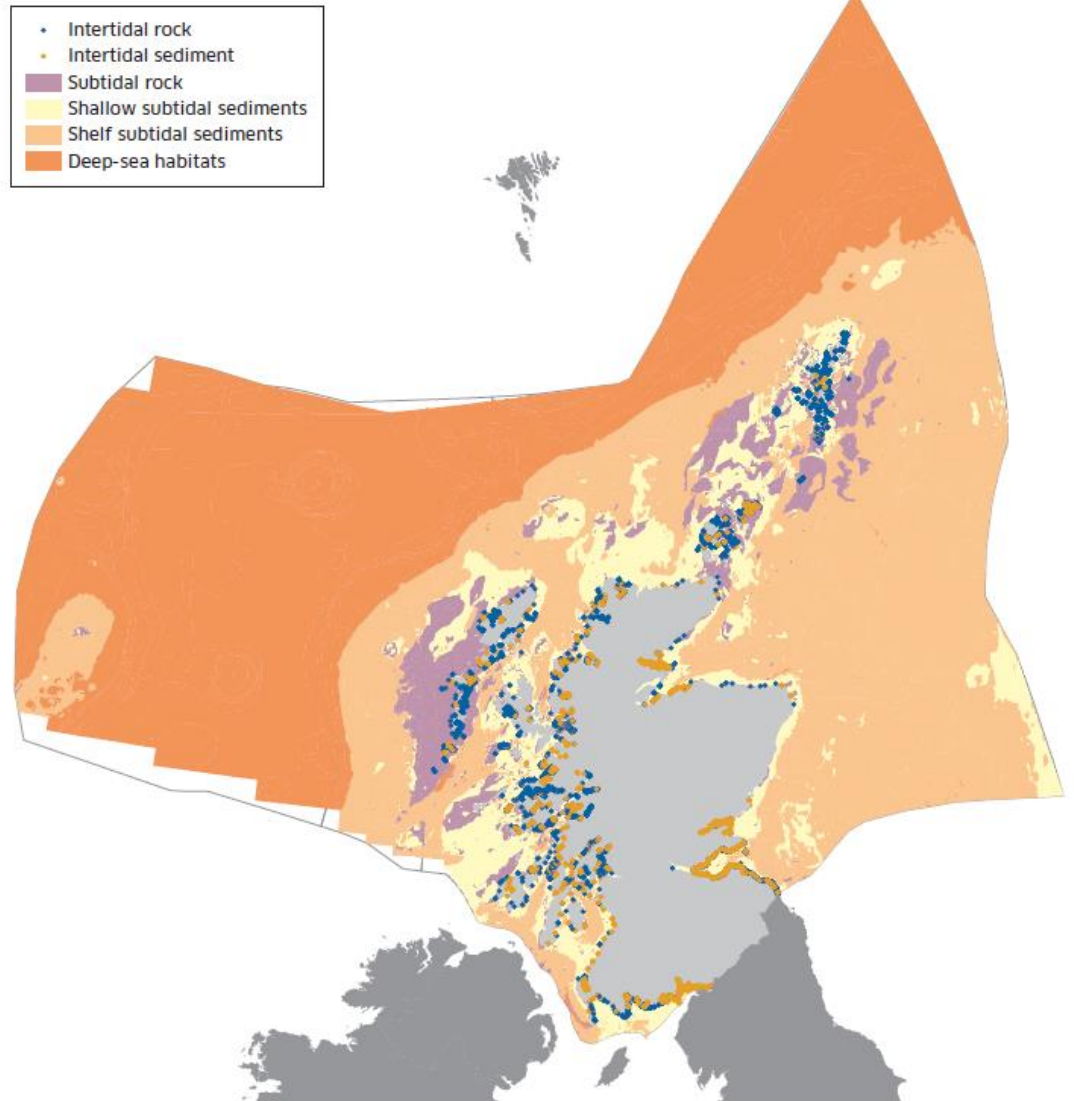 Intertidal rock
Intertidal sediment
Subtidal rock
Shallow subtidal sediments
Shelf subtidal sediments
Deep-sea habitats